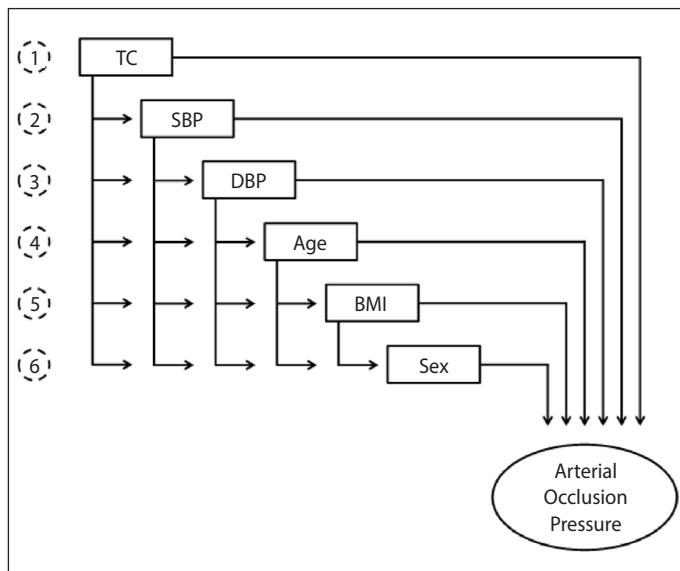 1 TC
2 SBP
3 DBP
4 Age
5 BMI
6 Sex
Arterial
Occlusion
Pressure